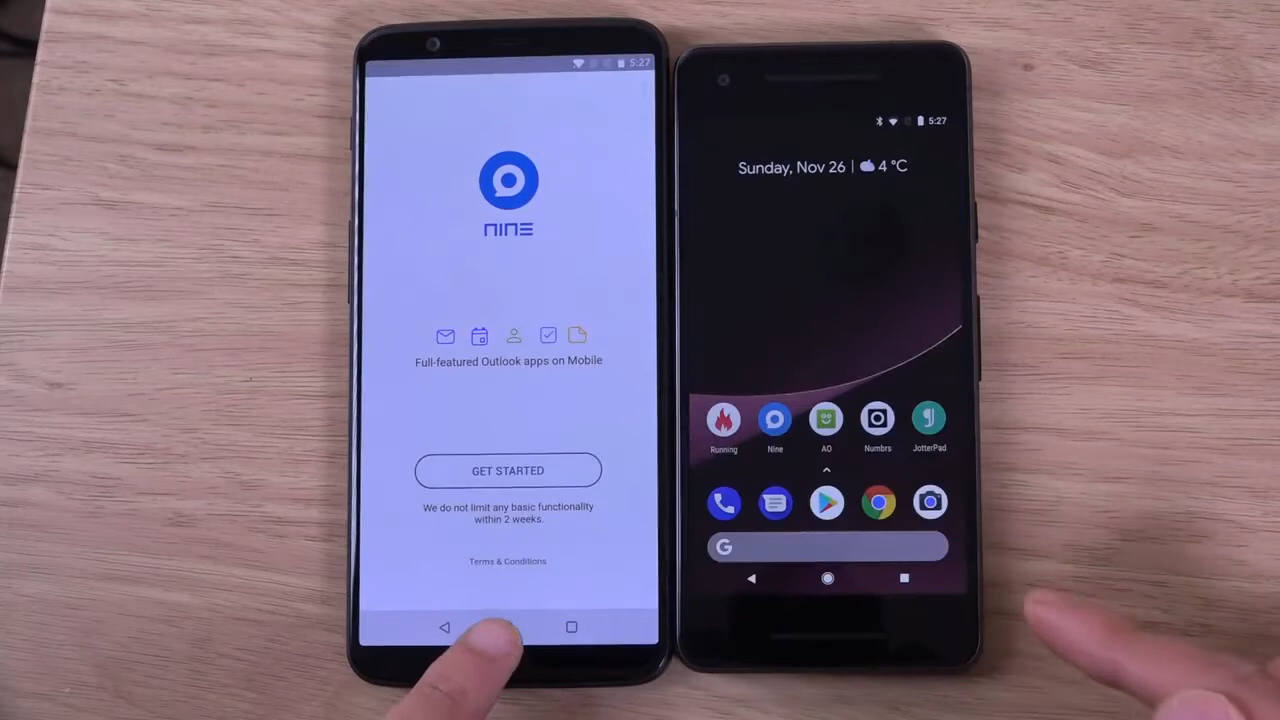 5:27
NINE
Full-featured Outlook apps on Mobile
GET STARTED
We do not limit any basic functionality
within 2 weeks.
Terms & Conditions
5:27
Sunday, Nov 26 | 4 °C
Running Nine AO Numbrs JotterPad
G